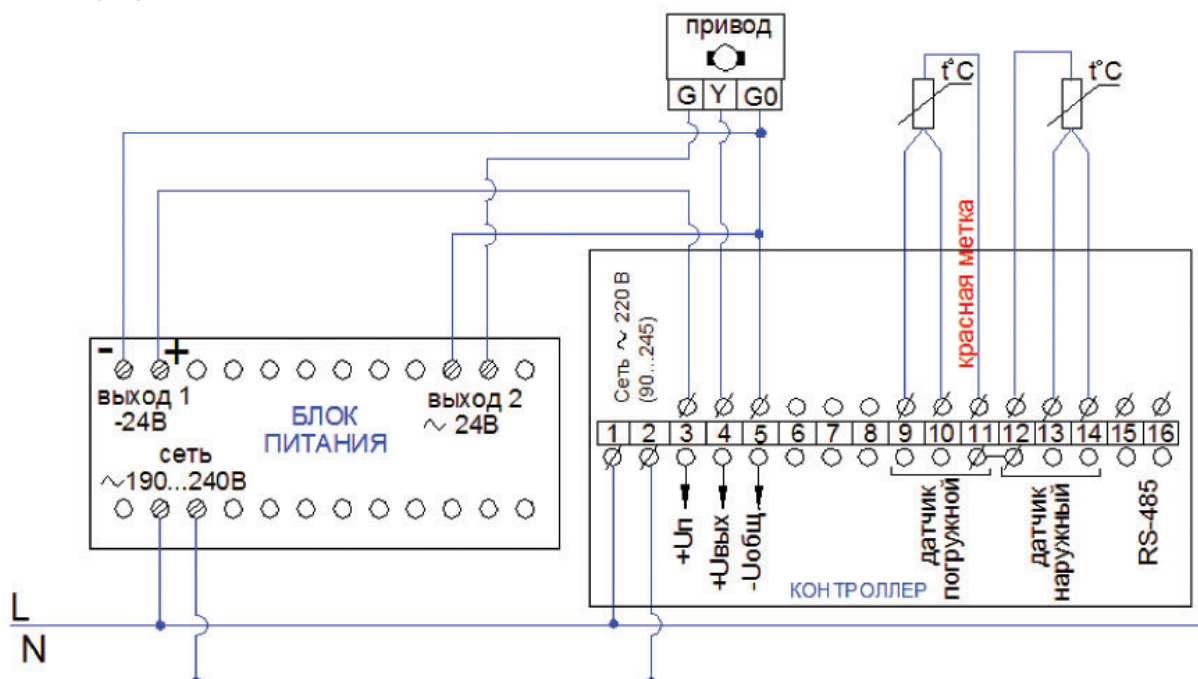 привод
G Y G0
t°C
t°C
красная метка
Сеть ~ 220 В
(90...245)
- +
выход 1
-24В
БЛОК
ПИТАНИЯ
выход 2
~ 24В
сеть
~190...240В
1 2 3 4 5 6 7 8 9 10 11 12 13 14 15 16
+Uп
+Uвых
-Uобщ
датчик
погружной
датчик
наружный
RS-485
КОНТРОЛЛЕР
L
N